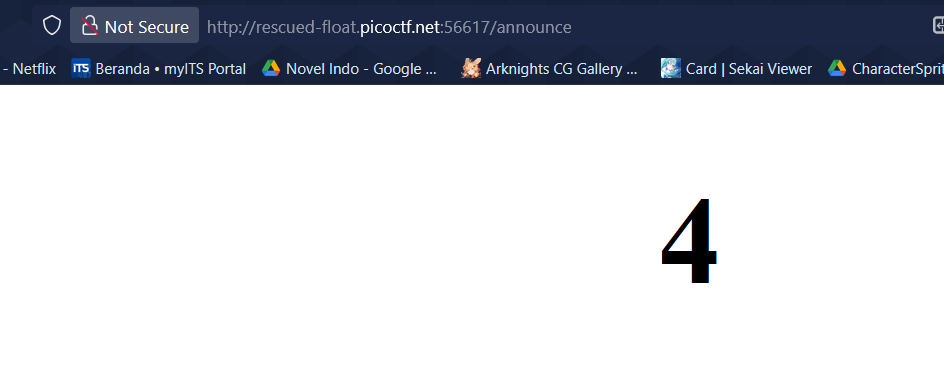 Not Secure http://rescued-float.picoctf.net:56617/announce
- Netflix ITS Beranda • myITS Portal Novel Indo - Google ... Arknights CG Gallery ... Card | Sekai Viewer CharacterSprit
4